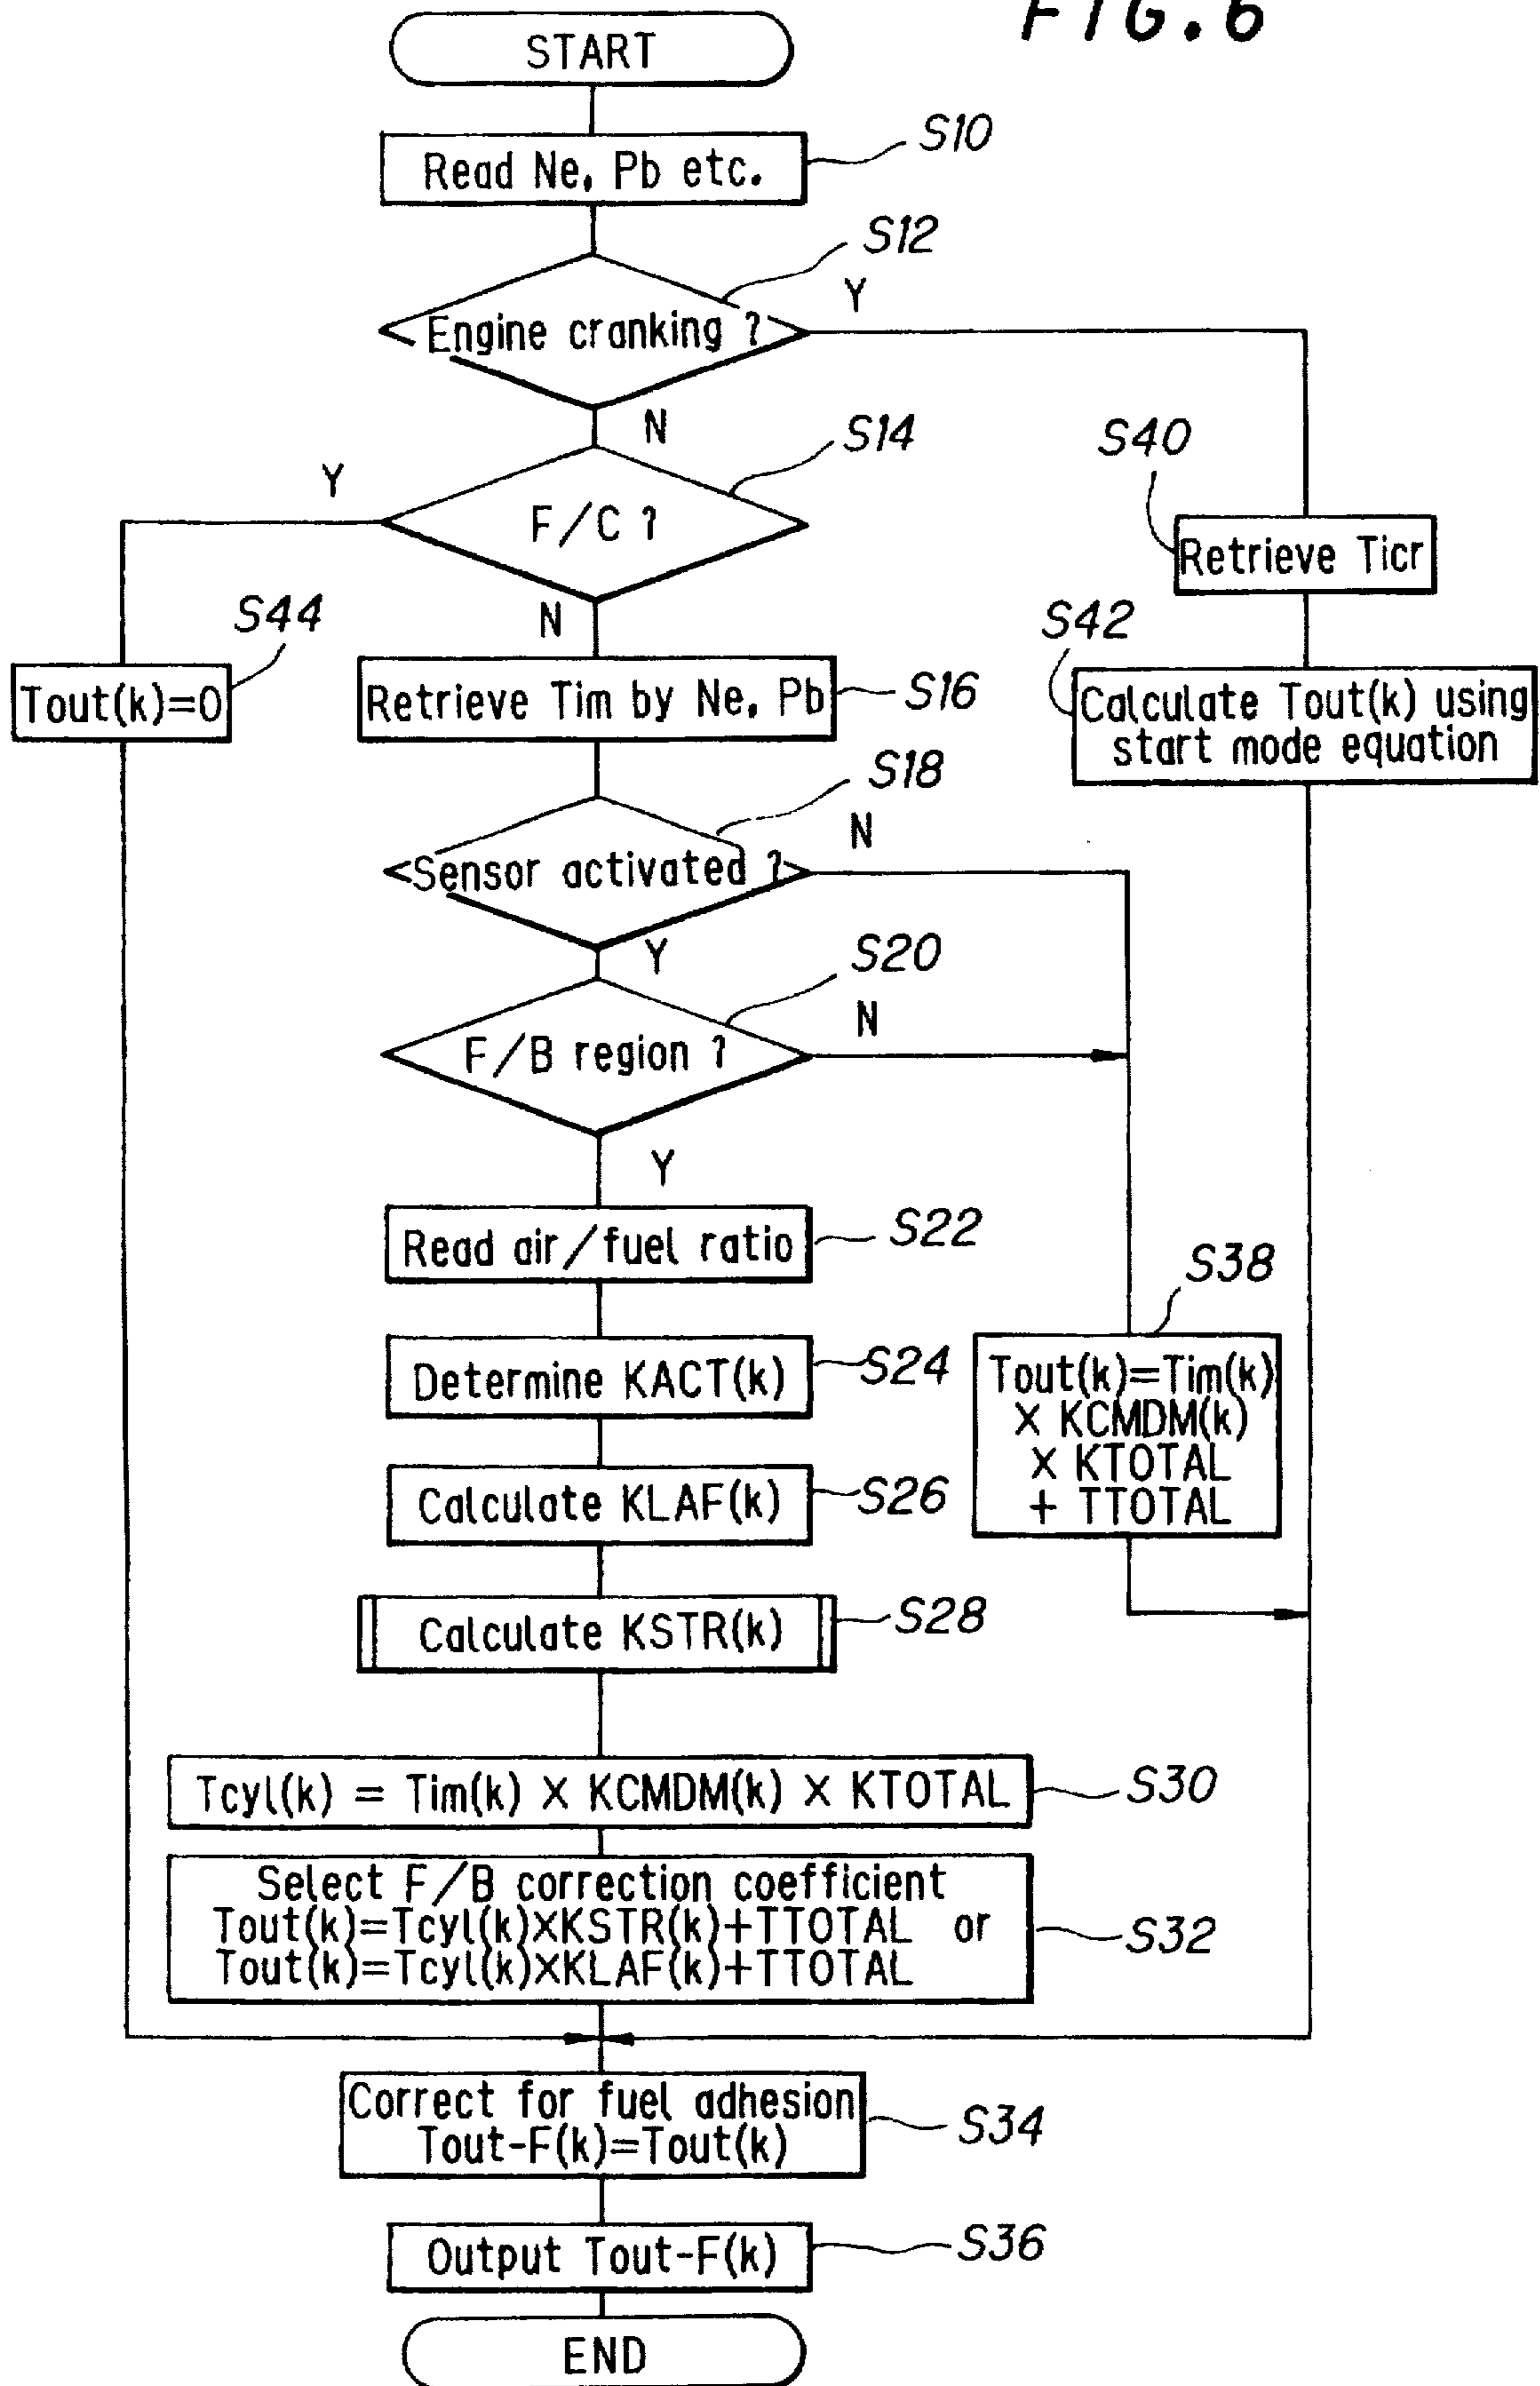 FIG. 6
START
Read Ne, Pb etc.
S10
S12
Engine cranking ?
Y
N
S14
F/C ?
Y
N
S40
Retrieve Ticr
S44
Tout(k)=0
Retrieve Tim by Ne, Pb
S16
S42
Calculate Tout(k) using
start mode equation
S18
Sensor activated ?
N
Y
S20
F/B region ?
N
Y
Read air/fuel ratio
S22
Determine KACT(k)
S24
S38
Tout(k)=Tim(k)
× KCMDM(k)
× KTOTAL
+ TTOTAL
Calculate KLAF(k)
S26
Calculate KSTR(k)
S28
Tcyl(k) = Tim(k) × KCMDM(k) × KTOTAL
S30
Select F/B correction coefficient
Tout(k)=Tcyl(k)×KSTR(k)+TTOTAL or
Tout(k)=Tcyl(k)×KLAF(k)+TTOTAL
S32
Correct for fuel adhesion
Tout-F(k)=Tout(k)
S34
Output Tout-F(k)
S36
END